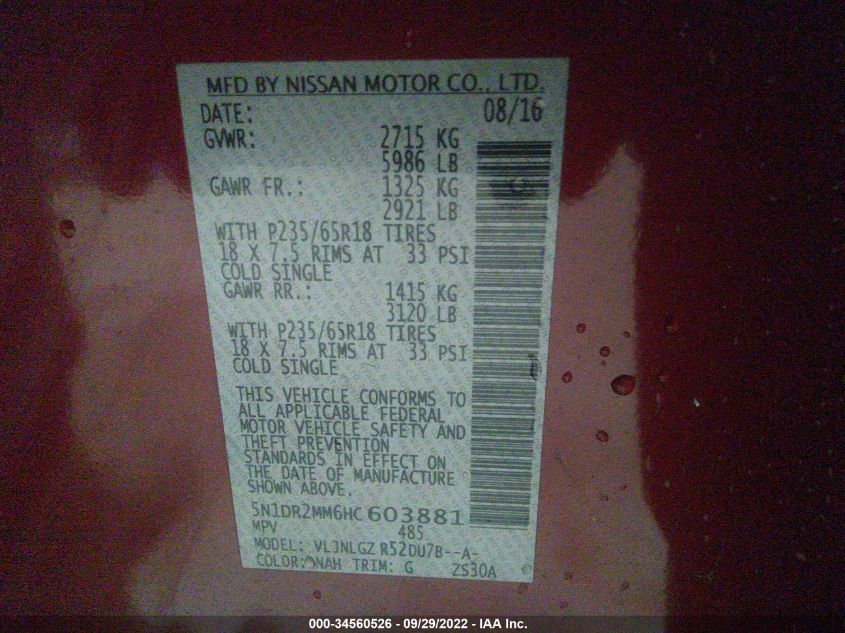 MFD BY NISSAN MOTOR CO., LTD.
DATE: 08/16
GVWR: 2715 KG
5986 LB
GAWR FR.: 1325 KG
2921 LB
WITH P235/65R18 TIRES
18 X 7.5 RIMS AT 33 PSI
COLD SINGLE
GAWR RR.: 1415 KG
3120 LB
WITH P235/65R18 TIRES
18 X 7.5 RIMS AT 33 PSI
COLD SINGLE
THIS VEHICLE CONFORMS TO
ALL APPLICABLE FEDERAL
MOTOR VEHICLE SAFETY AND
THEFT PREVENTION
STANDARDS IN EFFECT ON
THE DATE OF MANUFACTURE
SHOWN ABOVE.
5N1DR2MM6HC603881
MPV 485
MODEL: VLJNLGZ R52DU7B--A-
COLOR: NAH TRIM: G ZS30A
000-34560526 - 09/29/2022 - IAA Inc.